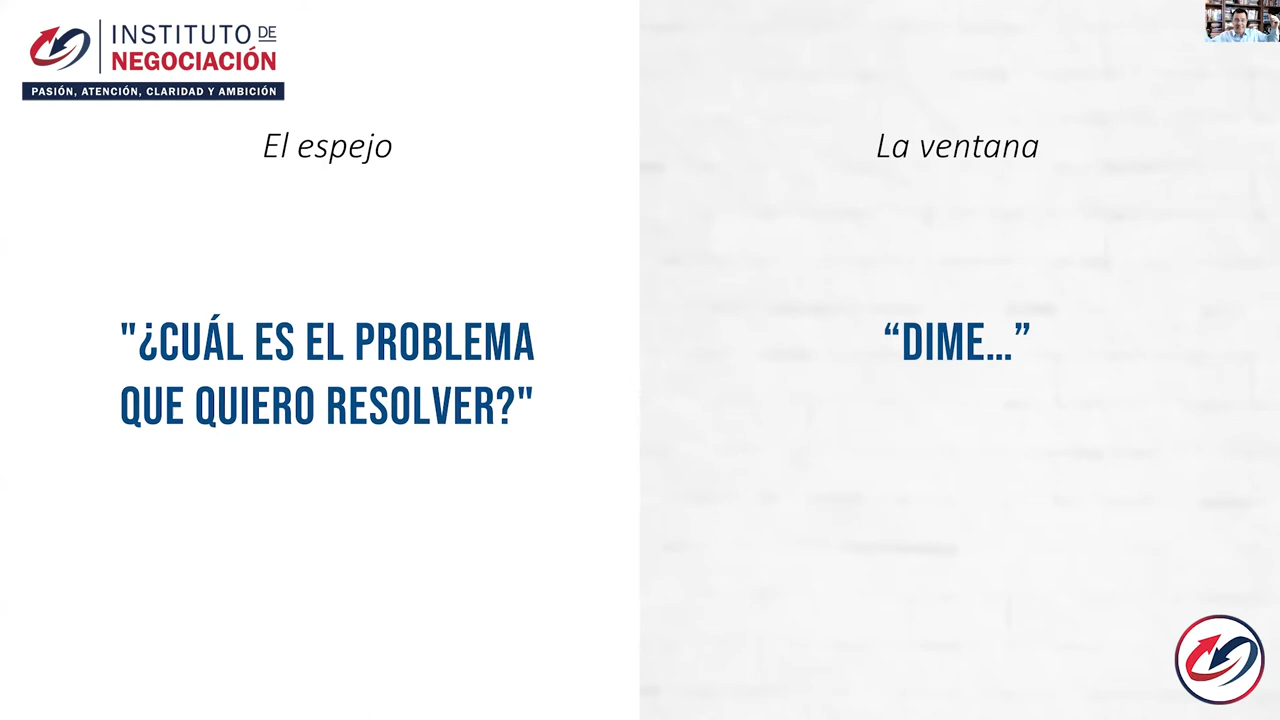 INSTITUTO DE
NEGOCIACIÓN
PASIÓN, ATENCIÓN, CLARIDAD Y AMBICIÓN
El espejo
"¿CUÁL ES EL PROBLEMA
QUE QUIERO RESOLVER?"
La ventana
“DIME...”